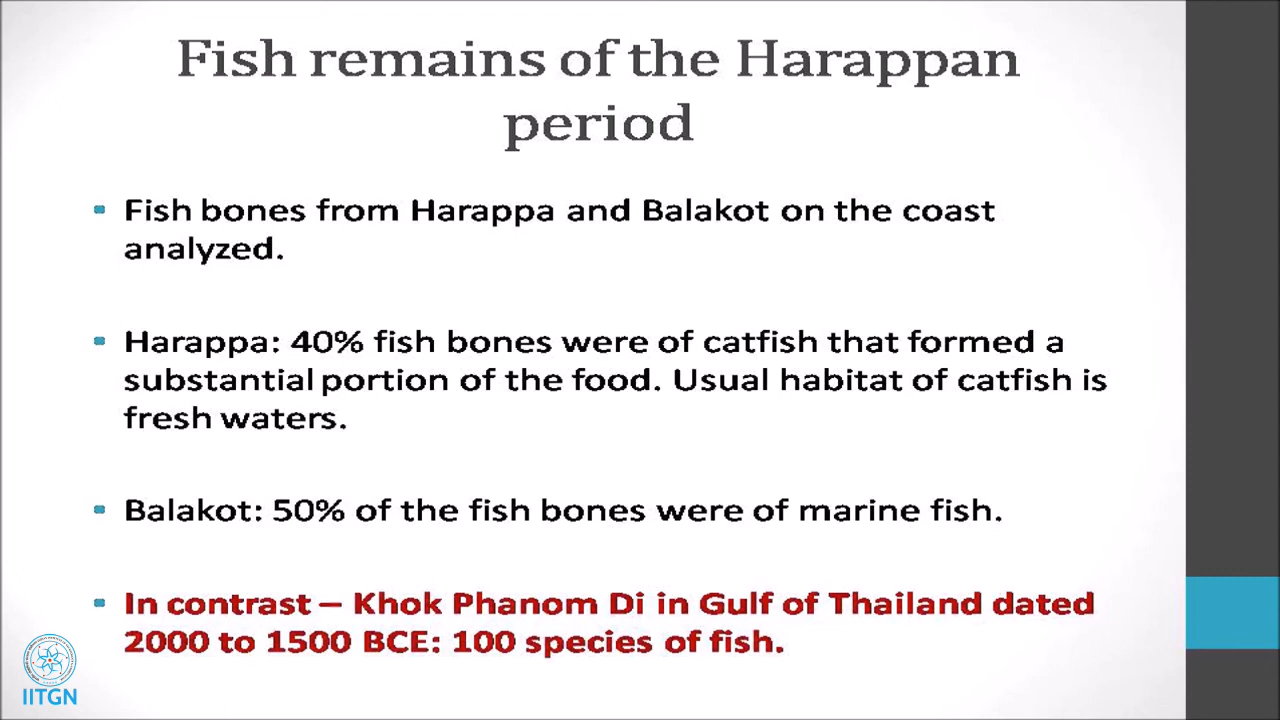 Fish remains of the Harappan
period
Fish bones from Harappa and Balakot on the coast
analyzed.
Harappa: 40% fish bones were of catfish that formed a
substantial portion of the food. Usual habitat of catfish is
fresh waters.
Balakot: 50% of the fish bones were of marine fish.
In contrast – Khok Phanom Di in Gulf of Thailand dated
2000 to 1500 BCE: 100 species of fish.
IITGN